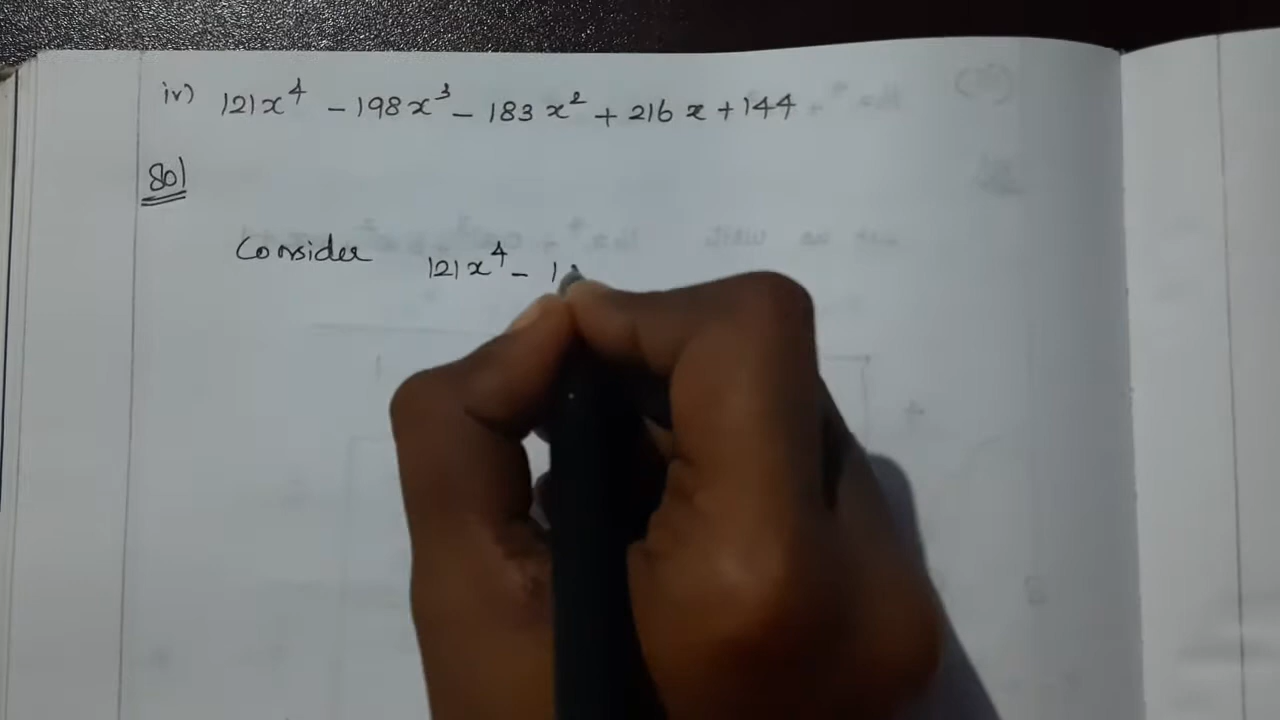 iv) 121x⁴ - 198x³ - 183x² + 216x + 144
Sol
Consider 121x⁴ - 1